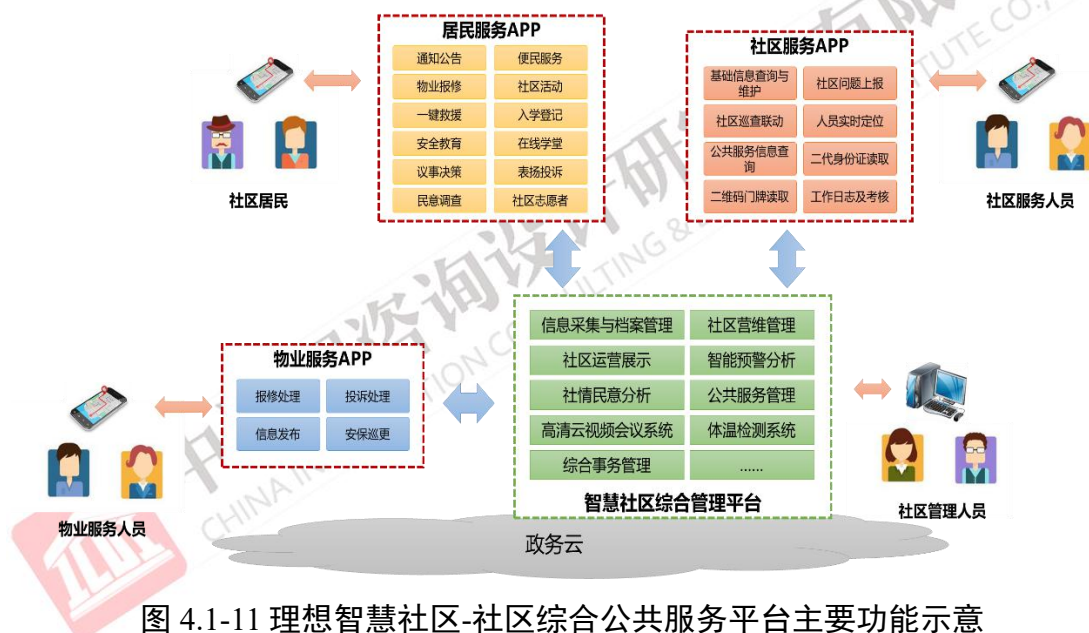 居民服务APP
通知公告
便民服务
物业报修
社区活动
一键救援
入学登记
安全教育
在线学堂
议事决策
表扬投诉
民意调查
社区志愿者
社区居民
社区服务APP
基础信息查询与
维护
社区问题上报
社区巡查联动
人员实时定位
公共服务信息查
询
二代身份证读取
二维码门牌读取
工作日志及考核
社区服务人员
物业服务APP
报修处理
投诉处理
信息发布
安保巡更
物业服务人员
信息采集与档案管理
社区营维管理
社区运营展示
智能预警分析
社情民意分析
公共服务管理
高清云视频会议系统
体温检测系统
综合事务管理
......
智慧社区综合管理平台
社区管理人员
政务云
图 4.1-11 理想智慧社区-社区综合公共服务平台主要功能示意